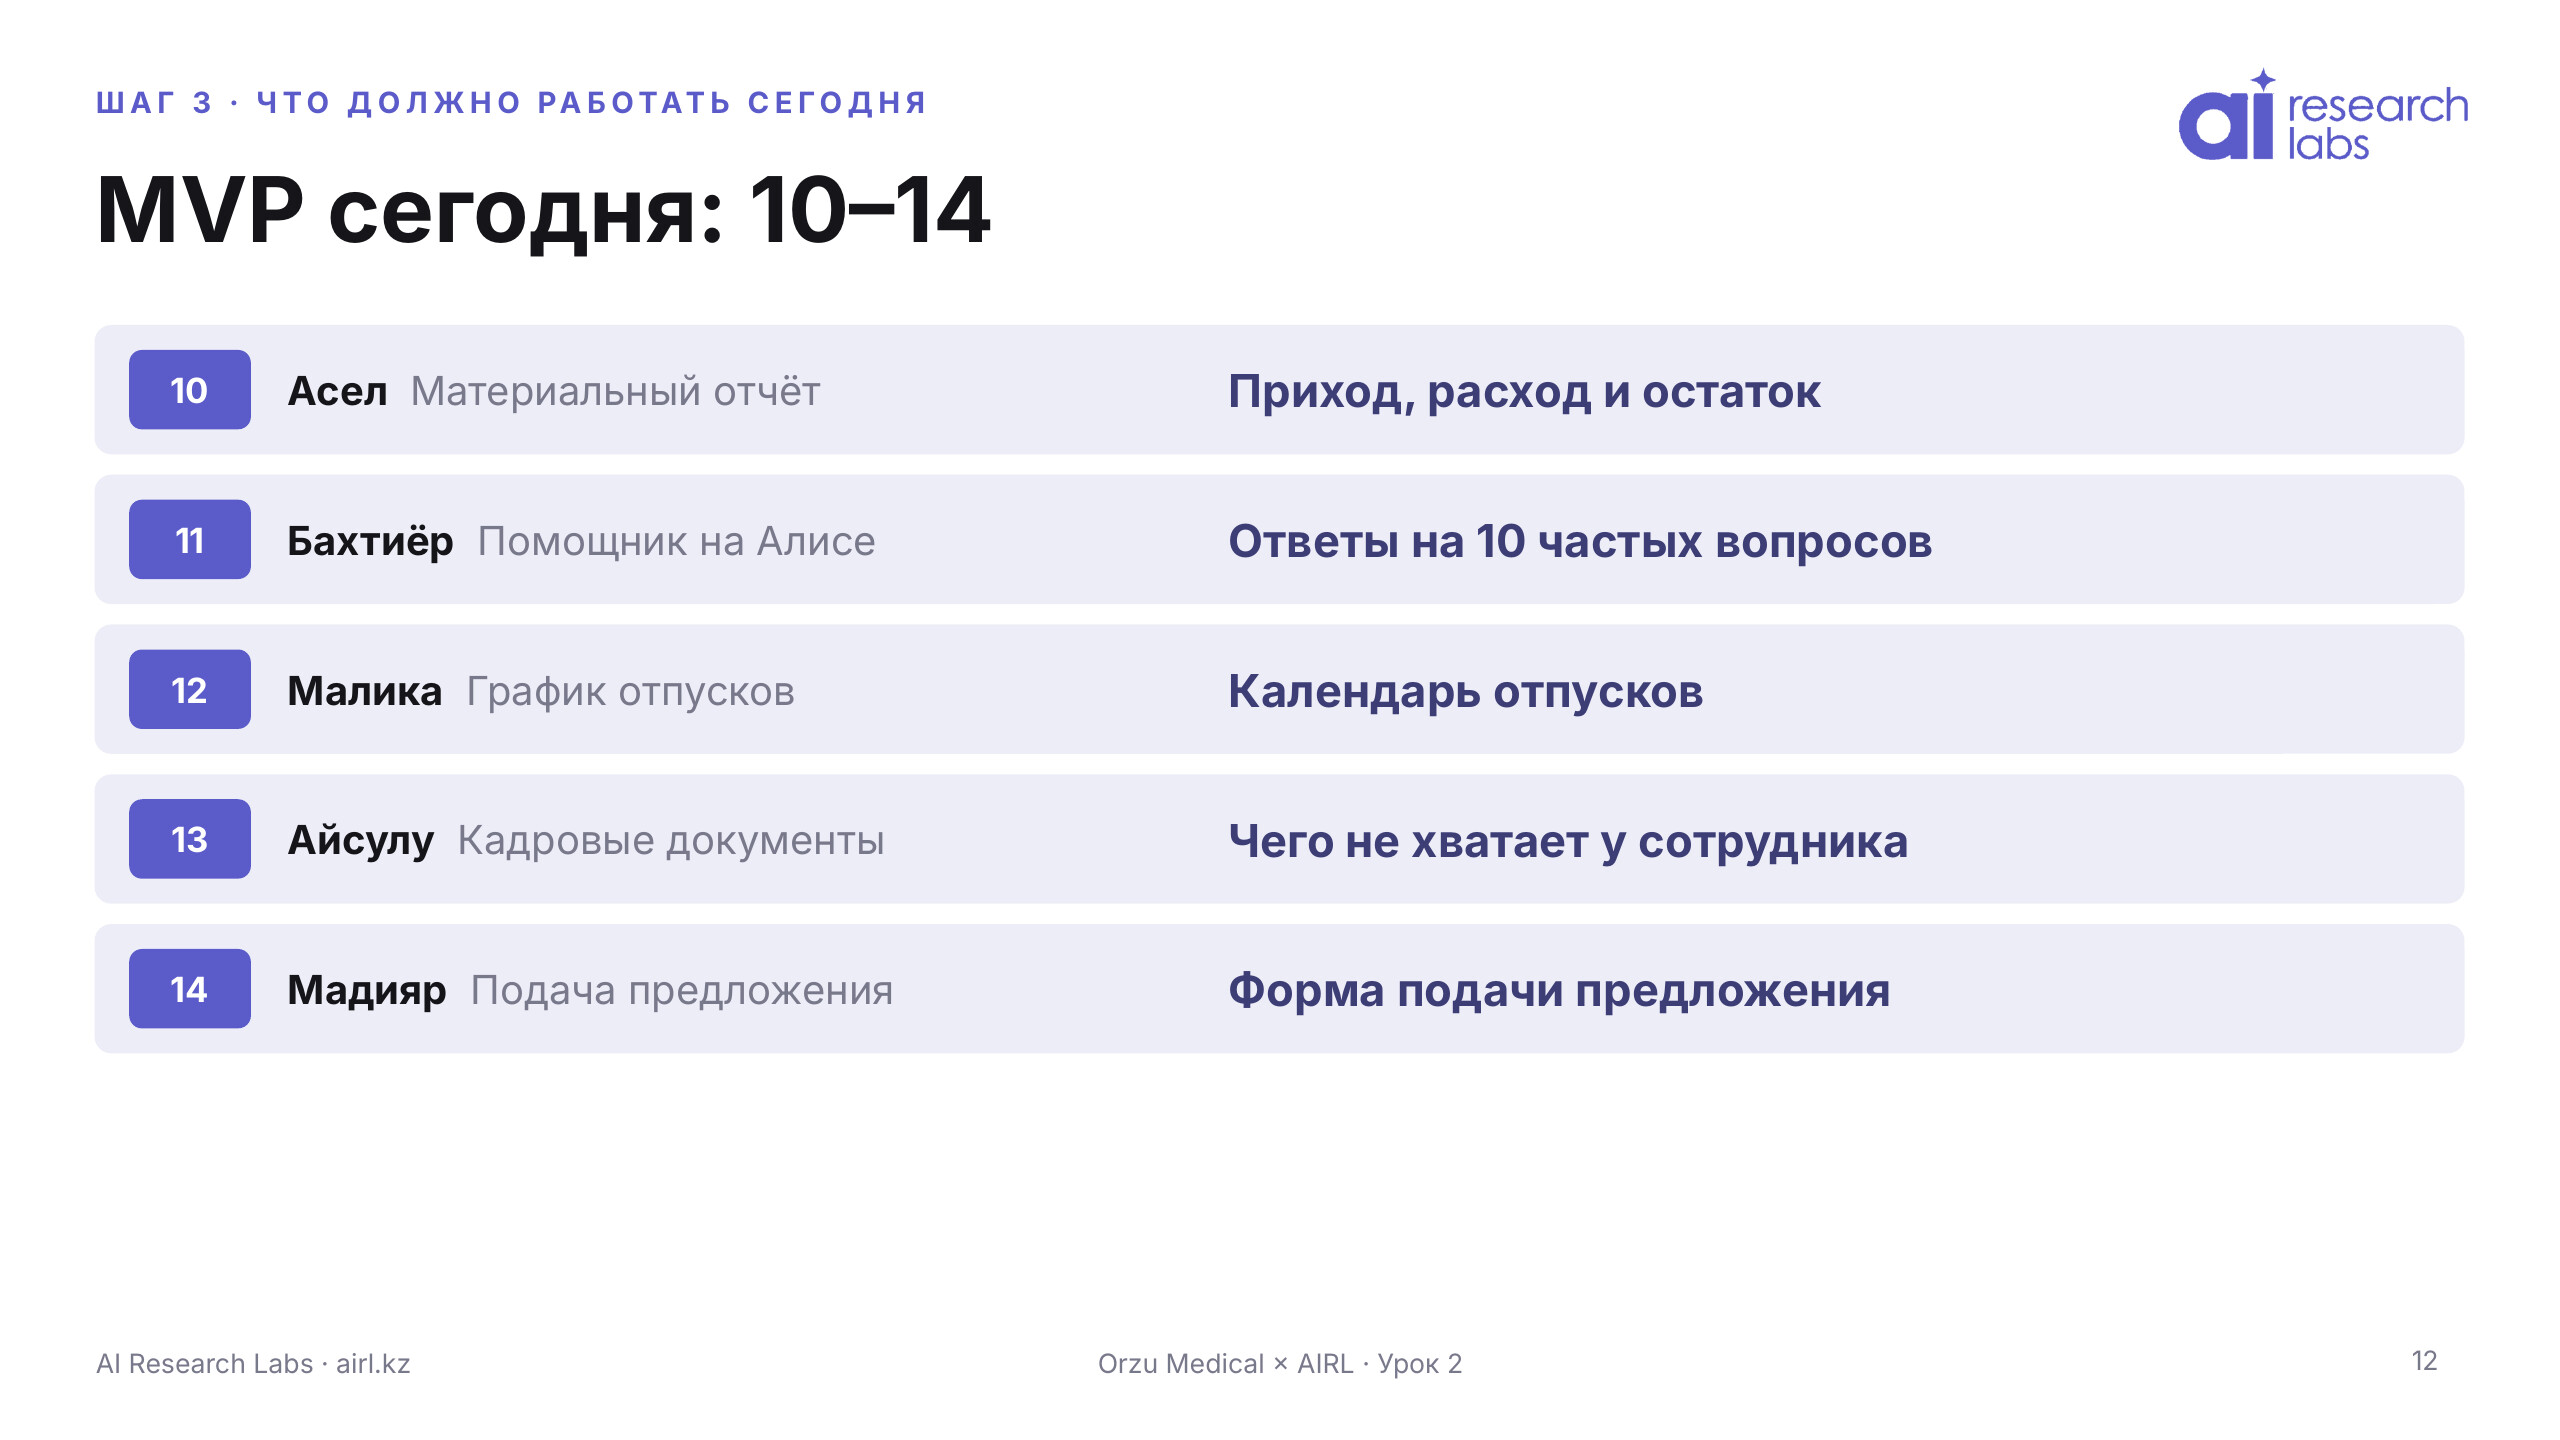 ШАГ 3 · ЧТО ДОЛЖНО РАБОТАТЬ СЕГОДНЯ
ai research labs
MVP сегодня: 10–14
10 Асел Материальный отчёт Приход, расход и остаток
11 Бахтиёр Помощник на Алисе Ответы на 10 частых вопросов
12 Малика График отпусков Календарь отпусков
13 Айсулу Кадровые документы Чего не хватает у сотрудника
14 Мадияр Подача предложения Форма подачи предложения
AI Research Labs · airl.kz Orzu Medical × AIRL · Урок 2 12